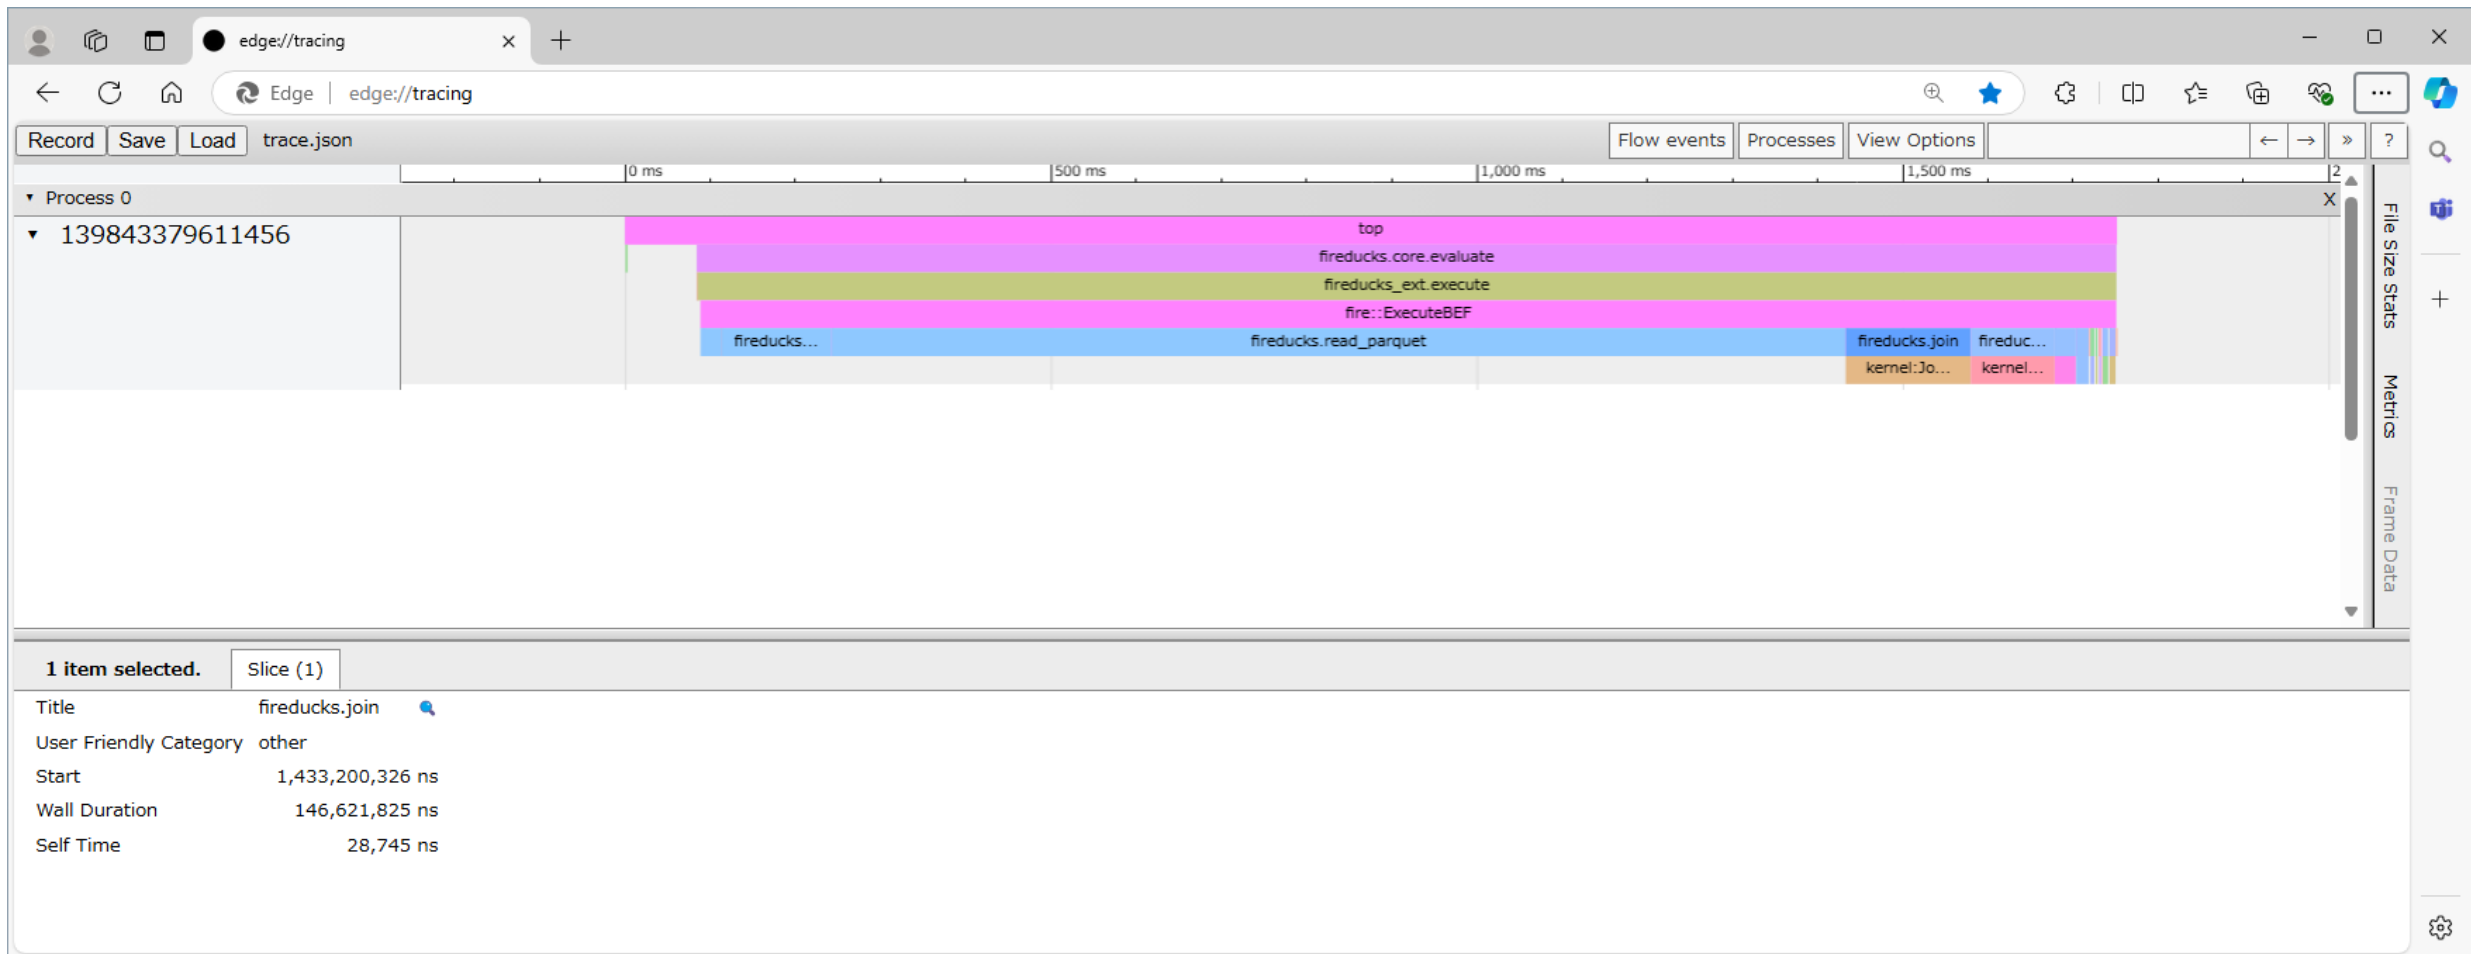 edge://tracing
Edge edge://tracing
Record Save Load trace.json Flow events Processes View Options ← → » ?
0 ms 500 ms 1,000 ms 1,500 ms 2
Process 0 X
139843379611456
top
fireducks.core.evaluate
fireducks_ext.execute
fire::ExecuteBEF
fireducks... fireducks.read_parquet fireducks.join fireduc...
kernel:Jo... kernel...
File Size Stats
Metrics
Frame Data
1 item selected. Slice (1)
Title fireducks.join
User Friendly Category other
Start 1,433,200,326 ns
Wall Duration 146,621,825 ns
Self Time 28,745 ns